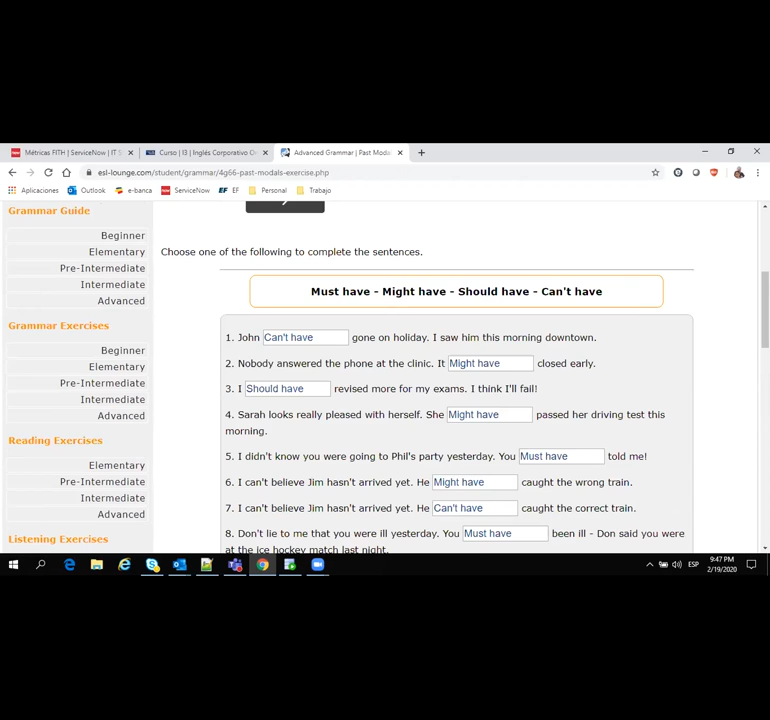 Métricas FITH | ServiceNow | IT S
Curso | I3 | Inglés Corporativo O
Advanced Grammar | Past Moda
esl-lounge.com/student/grammar/4g66-past-modals-exercise.php
Aplicaciones Outlook e-banca ServiceNow EF EF Personal Trabajo
Grammar Guide
Beginner
Elementary
Pre-Intermediate
Intermediate
Advanced
Grammar Exercises
Beginner
Elementary
Pre-Intermediate
Intermediate
Advanced
Reading Exercises
Elementary
Pre-Intermediate
Intermediate
Advanced
Listening Exercises
Choose one of the following to complete the sentences.
Must have - Might have - Should have - Can't have
1. John Can't have gone on holiday. I saw him this morning downtown.
2. Nobody answered the phone at the clinic. It Might have closed early.
3. I Should have revised more for my exams. I think I'll fail!
4. Sarah looks really pleased with herself. She Might have passed her driving test this
morning.
5. I didn't know you were going to Phil's party yesterday. You Must have told me!
6. I can't believe Jim hasn't arrived yet. He Might have caught the wrong train.
7. I can't believe Jim hasn't arrived yet. He Can't have caught the correct train.
8. Don't lie to me that you were ill yesterday. You Must have been ill - Don said you were
at the ice hockey match last night.
ESP
9:47 PM
2/19/2020